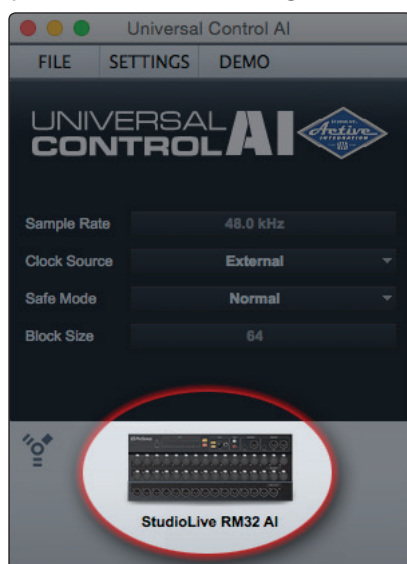 Universal Control AI
FILE SETTINGS DEMO
UNIVERSAL
CONTROL AI
Active
INTEGRATION
Sample Rate 48.0 kHz
Clock Source External
Safe Mode Normal
Block Size 64
StudioLive RM32 AI